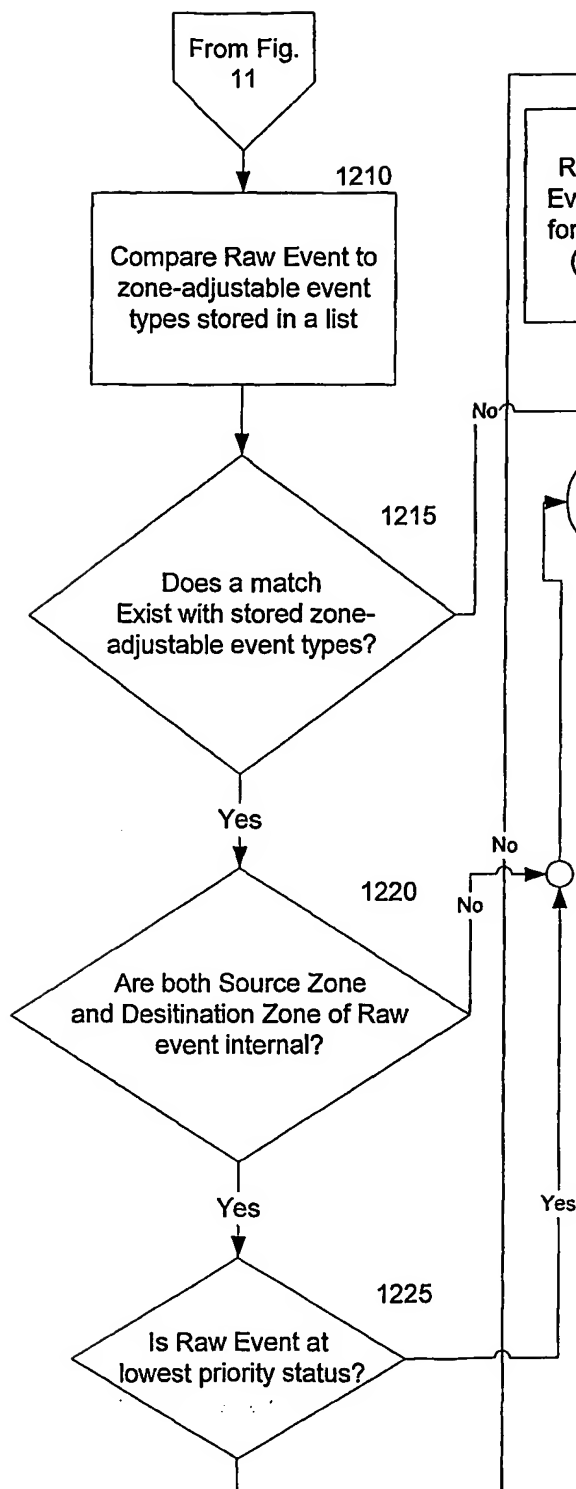 From Fig.
11
1210
Compare Raw Event to
zone-adjustable event
types stored in a list
No
1215
Does a match
Exist with stored zone-
adjustable event types?
Yes
No
1220
No
Are both Source Zone
and Desitination Zone of Raw
event internal?
Yes
Yes
1225
Is Raw Event at
lowest priority status?
R
Ev
for
(